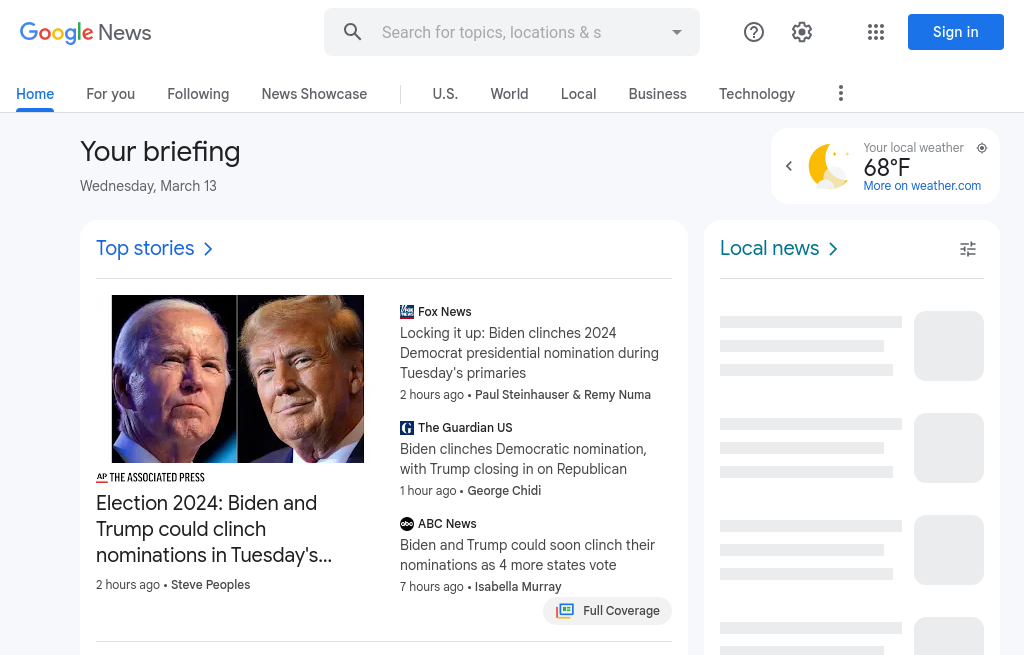 Google News
Search for topics, locations & s
Sign in
Home
For you
Following
News Showcase
U.S.
World
Local
Business
Technology
Your briefing
Wednesday, March 13
Your local weather
68°F
More on weather.com
Top stories
Local news
AP THE ASSOCIATED PRESS
Election 2024: Biden and
Trump could clinch
nominations in Tuesday's...
2 hours ago • Steve Peoples
Fox News
Locking it up: Biden clinches 2024
Democrat presidential nomination during
Tuesday's primaries
2 hours ago • Paul Steinhauser & Remy Numa
The Guardian US
Biden clinches Democratic nomination,
with Trump closing in on Republican
1 hour ago • George Chidi
abc ABC News
Biden and Trump could soon clinch their
nominations as 4 more states vote
7 hours ago • Isabella Murray
Full Coverage